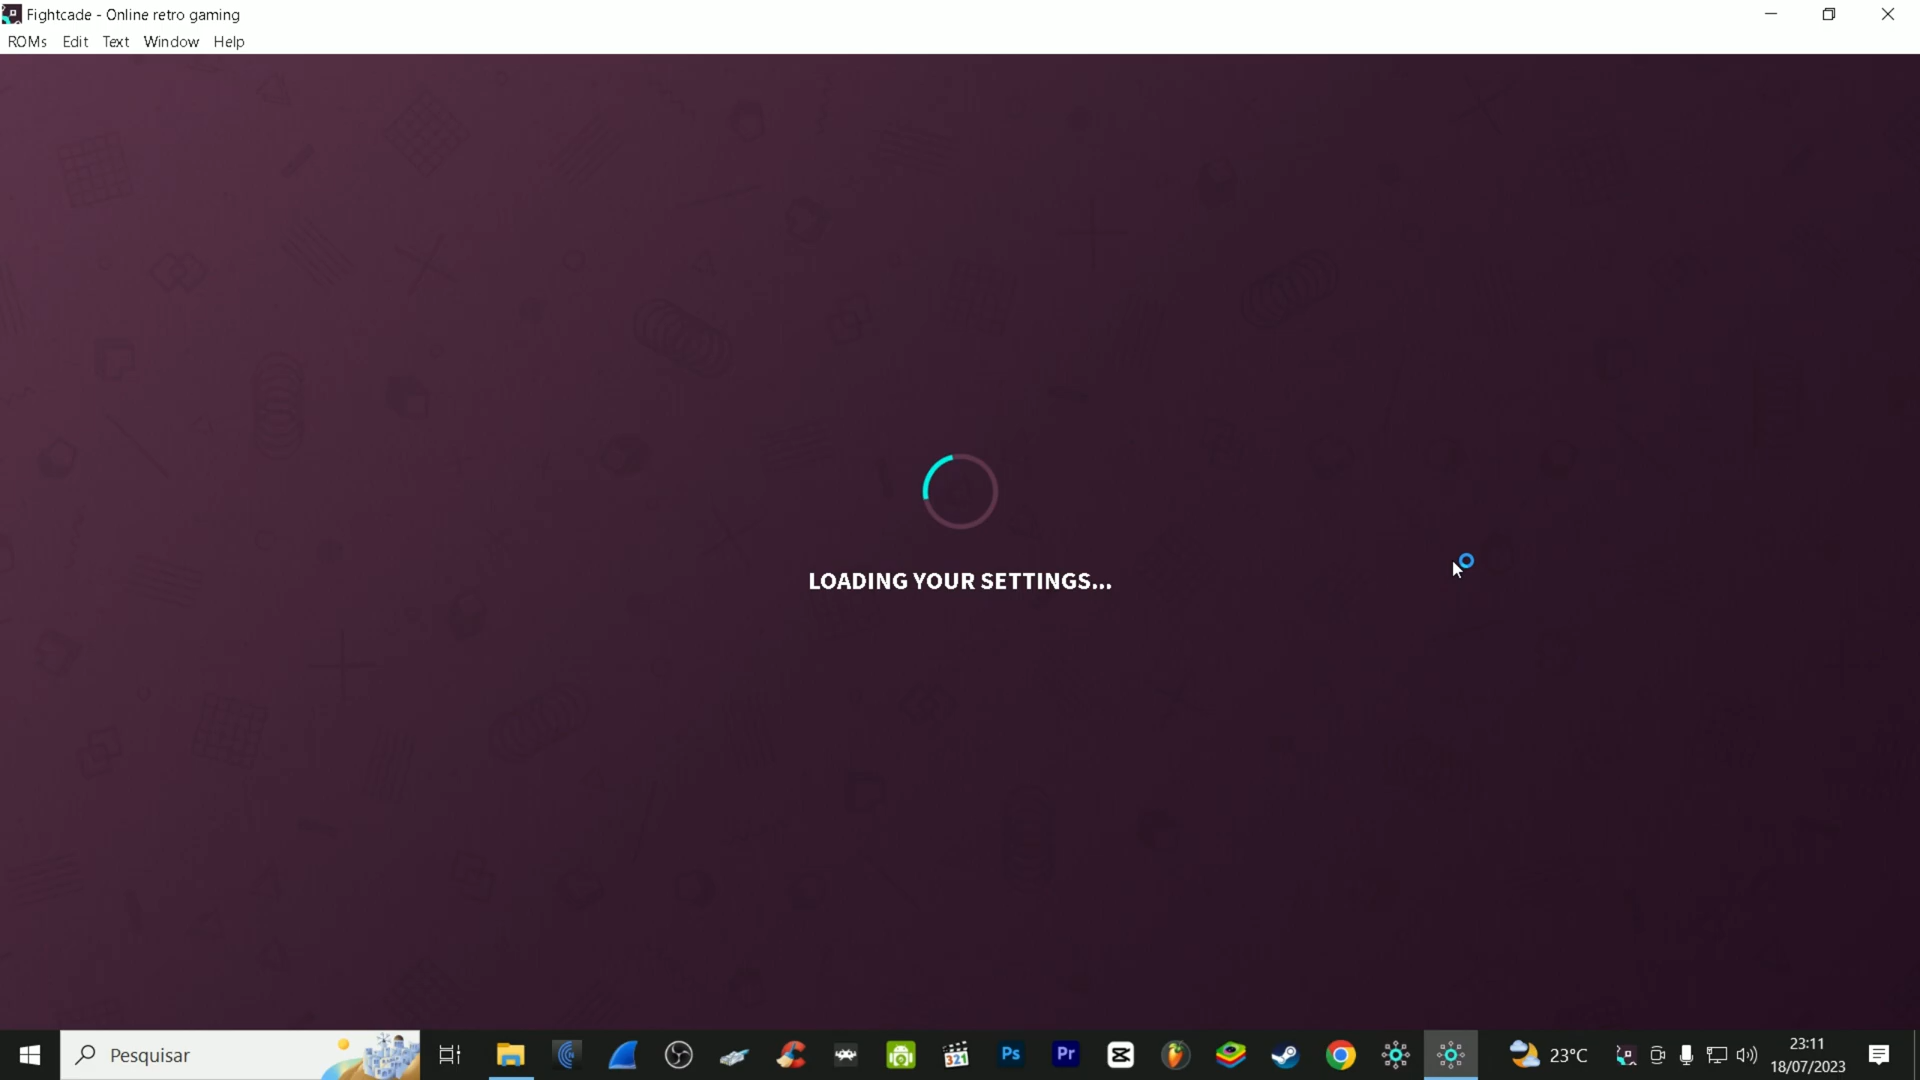 Fightcade - Online retro gaming
ROMs Edit Text Window Help
LOADING YOUR SETTINGS...
Pesquisar
321
Ps
Pr
23°C
23:11
18/07/2023